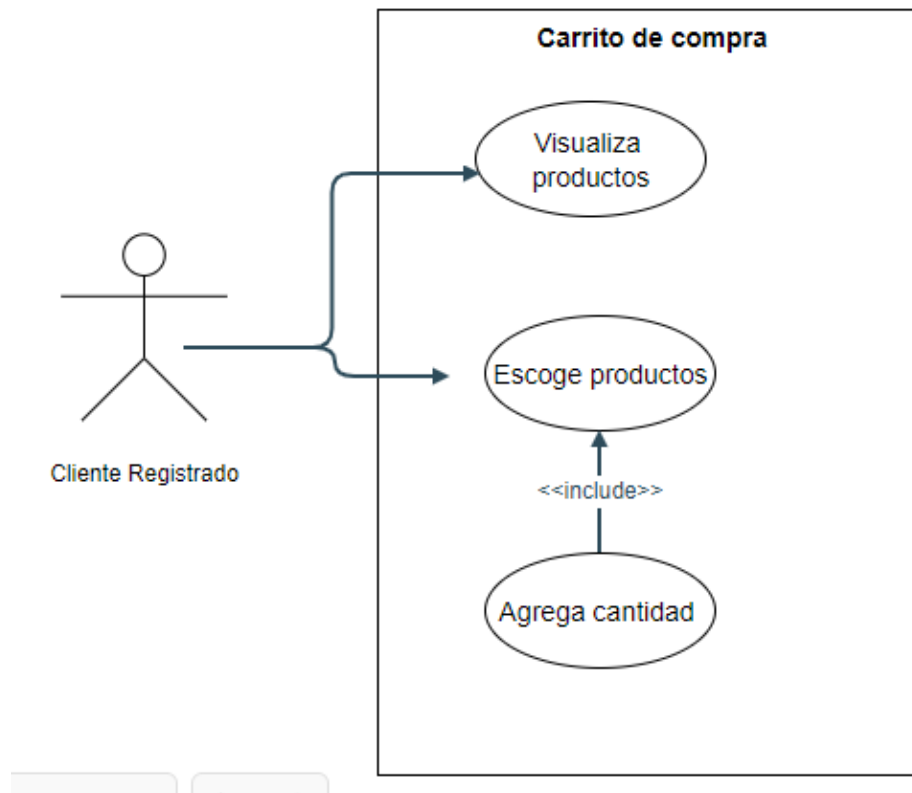 Carrito de compra
Visualiza
productos
Escoge productos
<<include>>
Cliente Registrado
Agrega cantidad